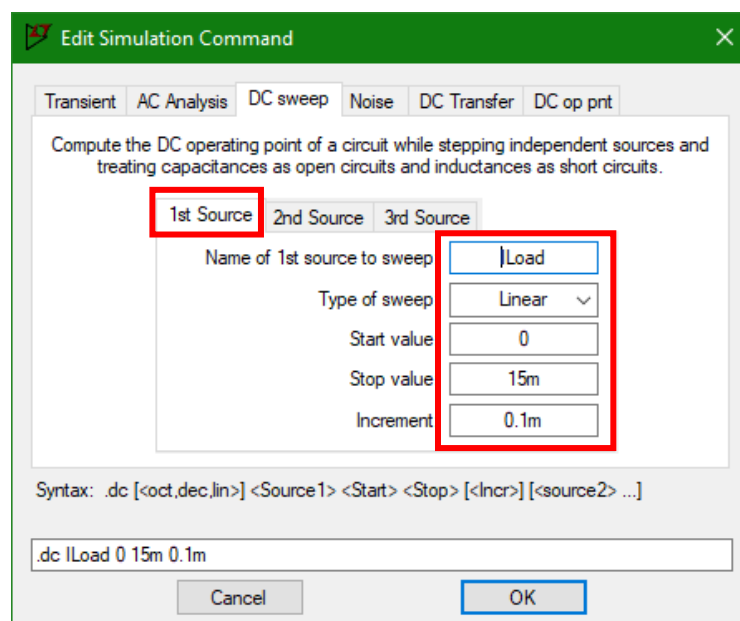 Edit Simulation Command
Transient AC Analysis DC sweep Noise DC Transfer DC op pnt
Compute the DC operating point of a circuit while stepping independent sources and
treating capacitances as open circuits and inductances as short circuits.
1st Source 2nd Source 3rd Source
Name of 1st source to sweep ILoad
Type of sweep Linear
Start value 0
Stop value 15m
Increment 0.1m
Syntax: .dc [<oct,dec,lin>] <Source1> <Start> <Stop> [<Incr>] [<source2> ...]
.dc ILoad 0 15m 0.1m
Cancel OK